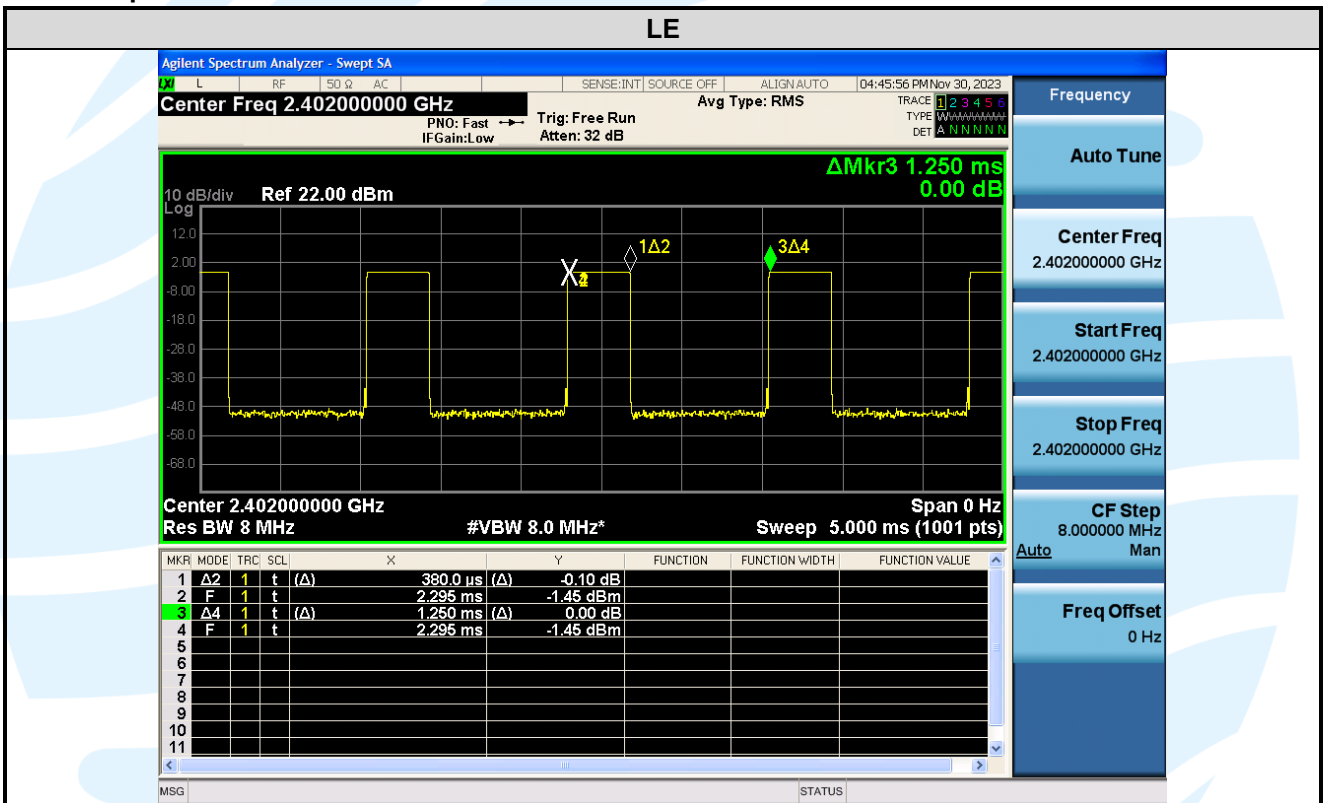 LE
Agilent Spectrum Analyzer - Swept SA
LXI L RF 50 Ω AC SENSE:INT SOURCE OFF ALIGN AUTO 04:45:56 PM Nov 30, 2023
Center Freq 2.402000000 GHz
PNO: Fast
IFGain:Low
Trig: Free Run
Atten: 32 dB
Avg Type: RMS
TRACE 1 2 3 4 5 6
TYPE
DET A N N N N N
ΔMkr3 1.250 ms
0.00 dB
10 dB/div Ref 22.00 dBm
Log
12.0
2.00
-8.00
-18.0
-28.0
-38.0
-48.0
-58.0
-68.0
1Δ2
3Δ4
Center 2.402000000 GHz Span 0 Hz
Res BW 8 MHz #VBW 8.0 MHz* Sweep 5.000 ms (1001 pts)
MKR MODE TRC SCL X Y FUNCTION FUNCTION WIDTH FUNCTION VALUE
1 Δ2 1 t (Δ) 380.0 µs (Δ) -0.10 dB
2 F 1 t 2.295 ms -1.45 dBm
3 Δ4 1 t (Δ) 1.250 ms (Δ) 0.00 dB
4 F 1 t 2.295 ms -1.45 dBm
5
6
7
8
9
10
11
MSG STATUS
Frequency
Auto Tune
Center Freq
2.402000000 GHz
Start Freq
2.402000000 GHz
Stop Freq
2.402000000 GHz
CF Step
8.000000 MHz
Auto Man
Freq Offset
0 Hz